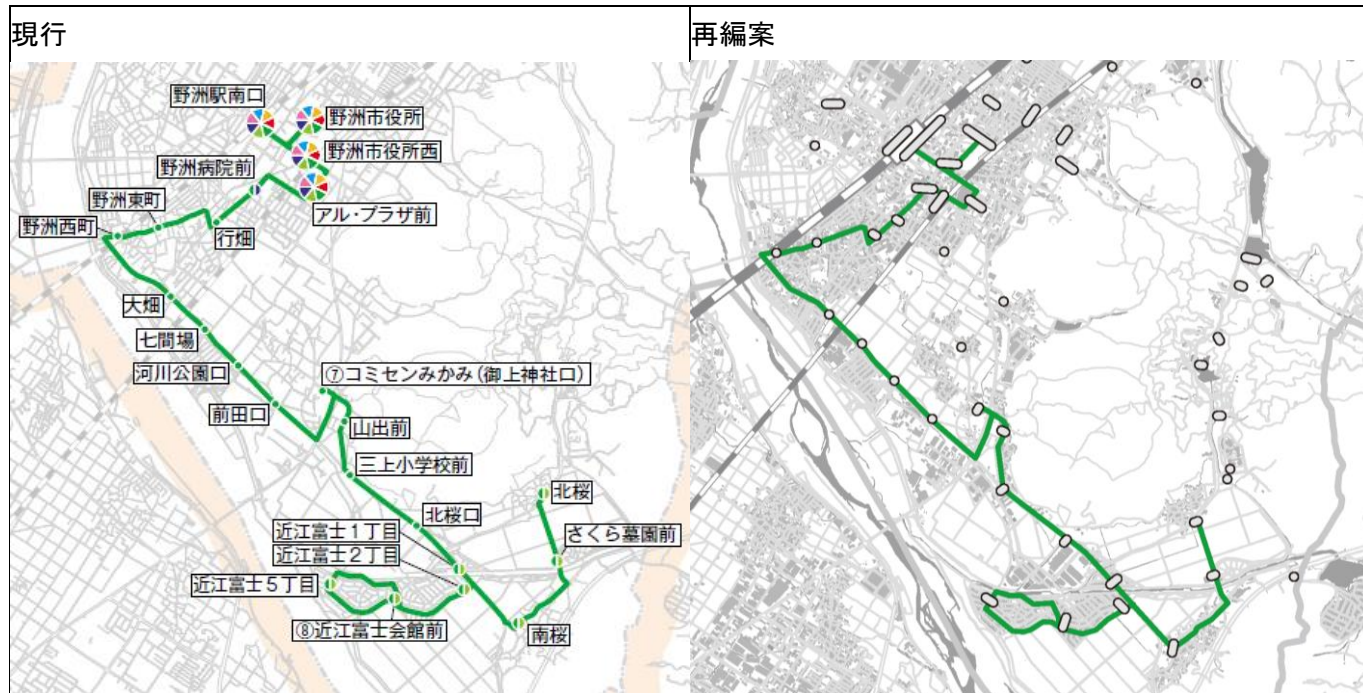 現行
再編案
野洲駅南口
野洲市役所
野洲市役所西
野洲病院前
アル・プラザ前
野洲東町
野洲西町
行畑
大畑
七間場
河川公園口
前田口
⑦コミセンみかみ(御上神社口)
山出前
三上小学校前
北桜口
北桜
近江富士1丁目
さくら墓園前
近江富士2丁目
近江富士5丁目
⑧近江富士会館前
南桜